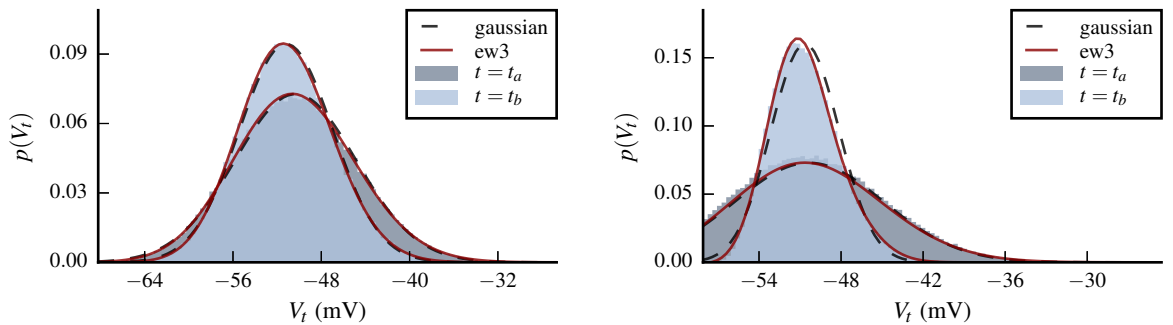 gaussian
ew3
t = t_a
t = t_b
p(V_t)
0.09
0.06
0.03
0.00
−64
−56
−48
−40
−32
V_t (mV)
gaussian
ew3
t = t_a
t = t_b
p(V_t)
0.15
0.10
0.05
0.00
−54
−48
−42
−36
−30
V_t (mV)